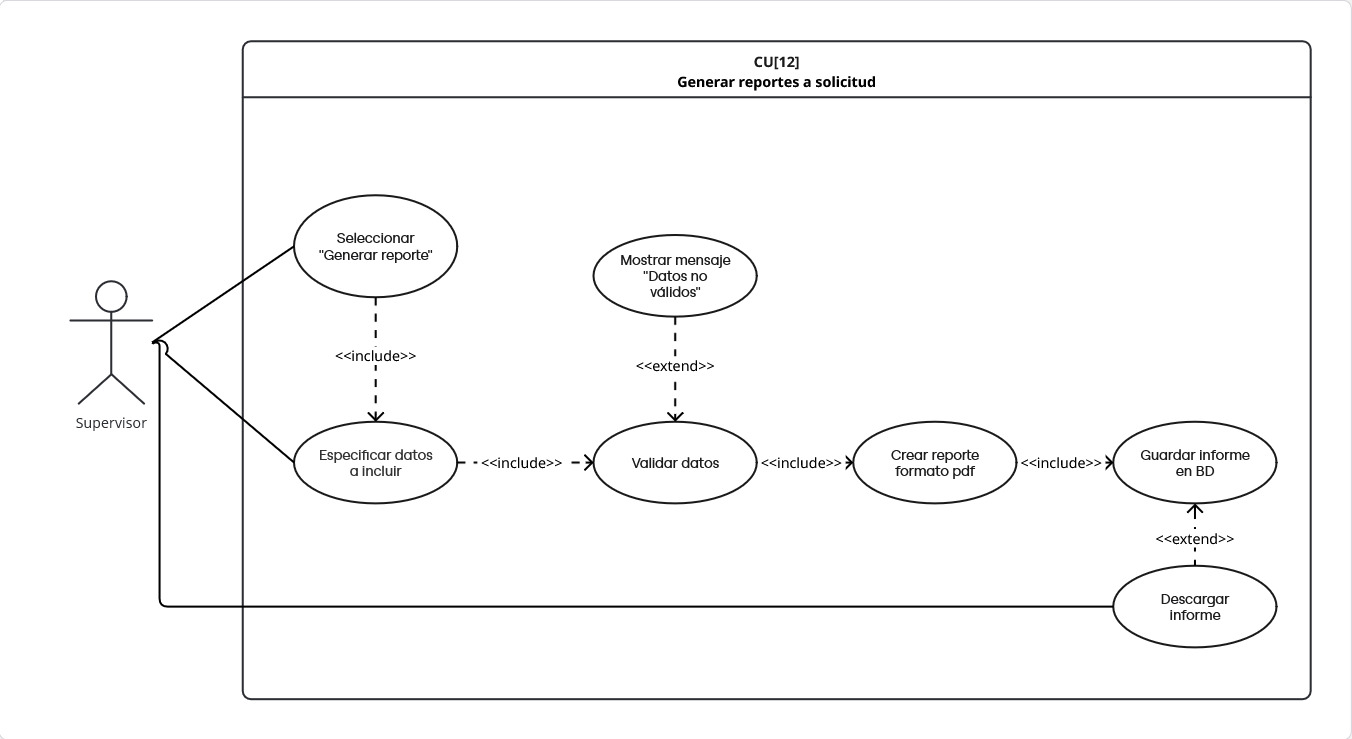 CU[12]
Generar reportes a solicitud
Seleccionar
"Generar reporte"
Mostrar mensaje
"Datos no
válidos"
<<include>>
<<extend>>
Supervisor
Especificar datos
a incluir
<<include>>
Validar datos
<<include>>
Crear reporte
formato pdf
<<include>>
Guardar informe
en BD
<<extend>>
Descargar
informe